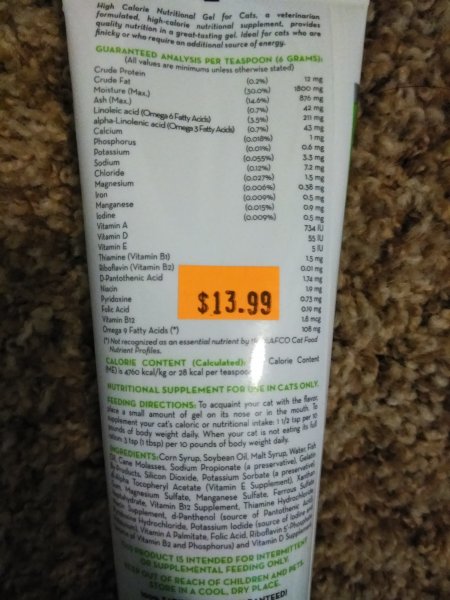 High Calorie Nutritional Gel for Cats, a veterinarian
formulated, high-calorie nutritional supplement, provides
quality nutrition in a great-tasting gel. Ideal for cats who are
finicky or who require an additional source of energy.
GUARANTEED ANALYSIS PER TEASPOON (6 GRAMS):
(All values are minimums unless otherwise stated)
Crude Protein (0.2%) 12 mg
Crude Fat (30.0%) 1800 mg
Moisture (Max.) (14.6%) 876 mg
Ash (Max.) (0.7%) 42 mg
Linoleic acid (Omega 6 Fatty Acids) (3.5%) 211 mg
alpha-Linolenic acid (Omega 3 Fatty Acids) (0.7%) 43 mg
Calcium (0.018%) 1 mg
Phosphorus (0.01%) 0.6 mg
Potassium (0.055%) 3.3 mg
Sodium (0.12%) 7.2 mg
Chloride (0.027%) 1.5 mg
Magnesium (0.006%) 0.38 mg
Iron (0.009%) 0.5 mg
Manganese (0.015%) 0.9 mg
Iodine (0.009%) 0.5 mg
Vitamin A 734 IU
Vitamin D 55 IU
Vitamin E 5 IU
Thiamine (Vitamin B1) 1.5 mg
Riboflavin (Vitamin B2) 0.01 mg
D-Pantothenic Acid 1.74 mg
Niacin 1.9 mg
Pyridoxine 0.73 mg
Folic Acid 0.19 mg
Vitamin B12 1.8 mcg
Omega 9 Fatty Acids (*) 108 mg
$13.99
(*) Not recognized as an essential nutrient by the AAFCO Cat Food
Nutrient Profiles.
CALORIE CONTENT (Calculated): Calorie Content
(ME) is 4760 kcal/kg or 28 kcal per teaspoon.
NUTRITIONAL SUPPLEMENT FOR USE IN CATS ONLY.
FEEDING DIRECTIONS: To acquaint your cat with the flavor,
place a small amount of gel on its nose or in the mouth. To
supplement your cat's caloric or nutritional intake: 1 1/2 tsp per 10
pounds of body weight daily. When your cat is not eating its full
ration: 3 tsp (1 tbsp) per 10 pounds of body weight daily.
INGREDIENTS: Corn Syrup, Soybean Oil, Malt Syrup, Water, Fish
Oil, Cane Molasses, Sodium Propionate (a preservative), Gelatin
By-Products, Silicon Dioxide, Potassium Sorbate (a preservative),
Alpha Tocopheryl Acetate (Vitamin E Supplement), Xanthan
Magnesium Sulfate, Manganese Sulfate, Ferrous Sulfate
Heptahydrate, Vitamin B12 Supplement, Thiamine Hydrochloride,
Supplement, d-Panthenol (source of Pantothenic Acid),
Hydrochloride, Potassium Iodide (source of Iodine and
Potassium), Vitamin A Palmitate, Folic Acid, Riboflavin 5'-Phosphate
of Vitamin B2 and Phosphorus) and Vitamin D Supplement
PRODUCT IS INTENDED FOR INTERMITTENT
OR SUPPLEMENTAL FEEDING ONLY.
KEEP OUT OF REACH OF CHILDREN AND PETS.
STORE IN A COOL, DRY PLACE.